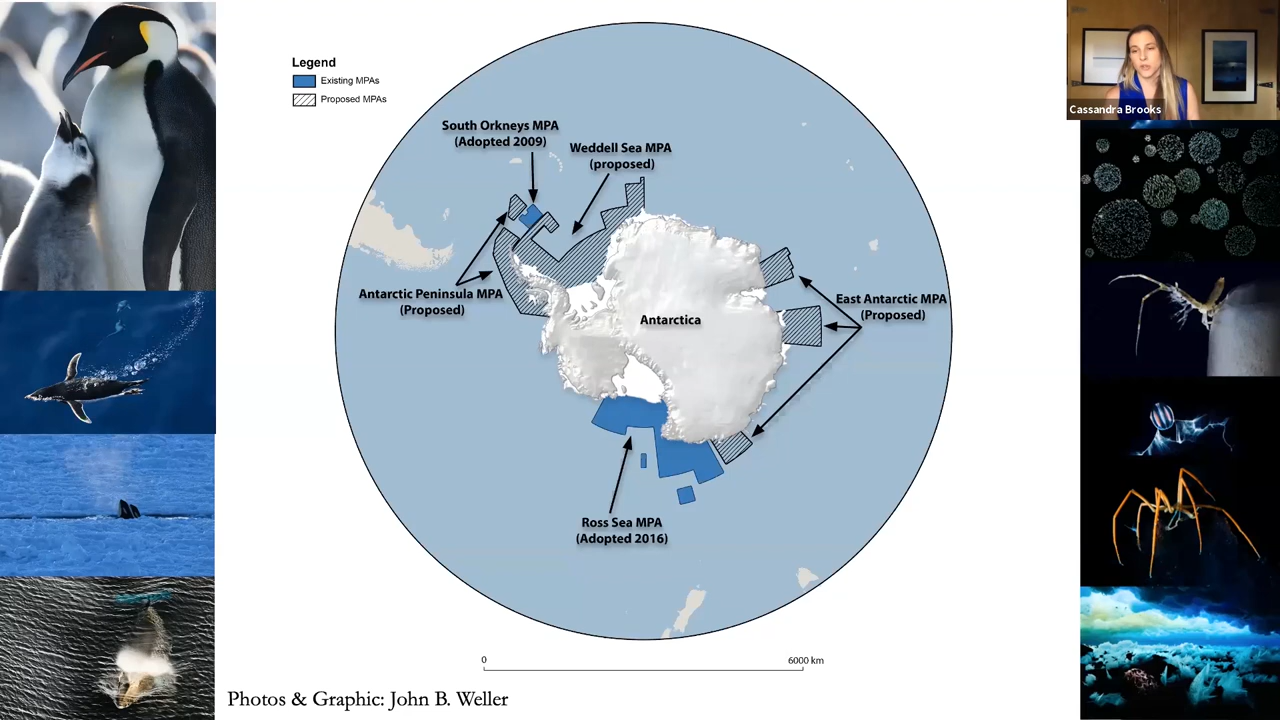 Legend
Existing MPAs
Proposed MPAs
South Orkneys MPA
(Adopted 2009)
Weddell Sea MPA
(proposed)
Antarctic Peninsula MPA
(Proposed)
Antarctica
East Antarctic MPA
(Proposed)
Ross Sea MPA
(Adopted 2016)
0
6000 km
Photos & Graphic: John B. Weller
Cassandra Brooks